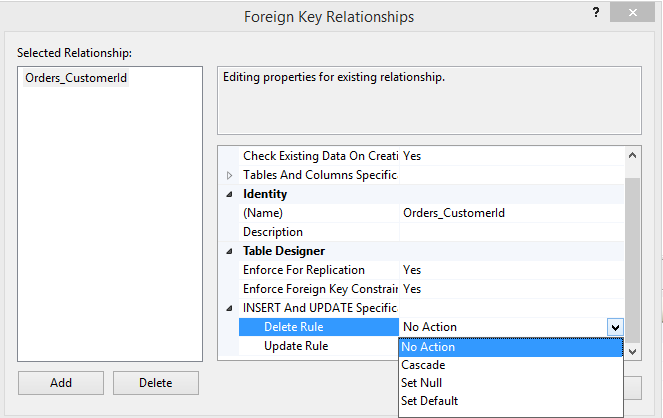 Foreign Key Relationships
? ×
Selected Relationship:
Orders_CustomerId
Editing properties for existing relationship.
Check Existing Data On Creati Yes
Tables And Columns Specific
Identity
(Name) Orders_CustomerId
Description
Table Designer
Enforce For Replication Yes
Enforce Foreign Key Constrain Yes
INSERT And UPDATE Specific
Delete Rule No Action
Update Rule No Action
Cascade
Set Null
Set Default
Add Delete